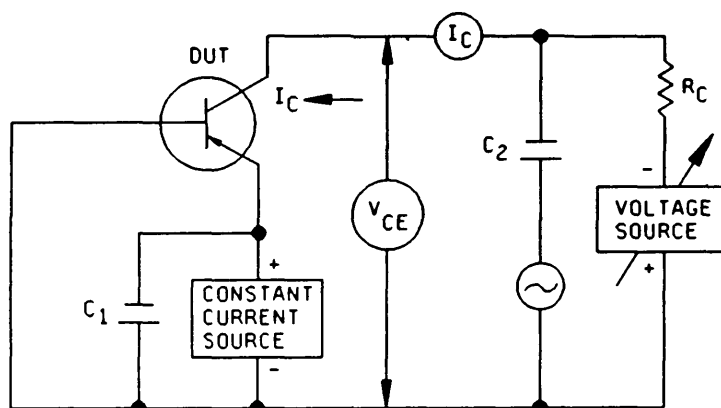 DUT
I_C
I_C
R_C
C_2
-
V_CE
VOLTAGE
SOURCE
+
+
C_1
CONSTANT
CURRENT
SOURCE
-